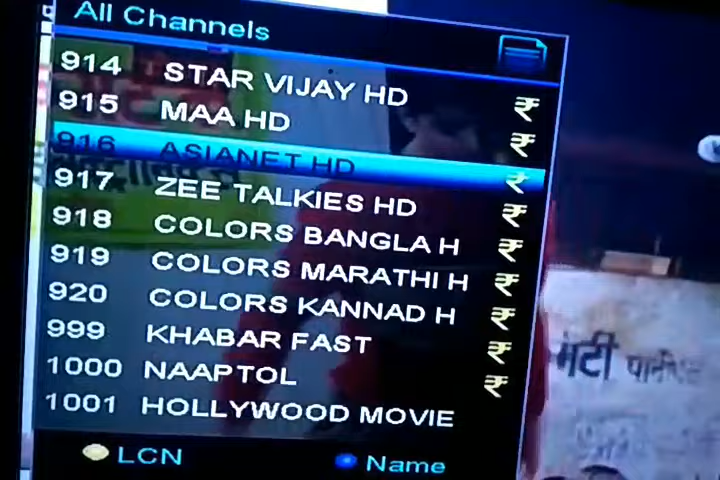 All Channels
914 STAR VIJAY HD ₹
915 MAA HD ₹
916 ASIANET HD ₹
917 ZEE TALKIES HD ₹
918 COLORS BANGLA H ₹
919 COLORS MARATHI H ₹
920 COLORS KANNAD H ₹
999 KHABAR FAST ₹
1000 NAAPTOL ₹
1001 HOLLYWOOD MOVIE
LCN Name